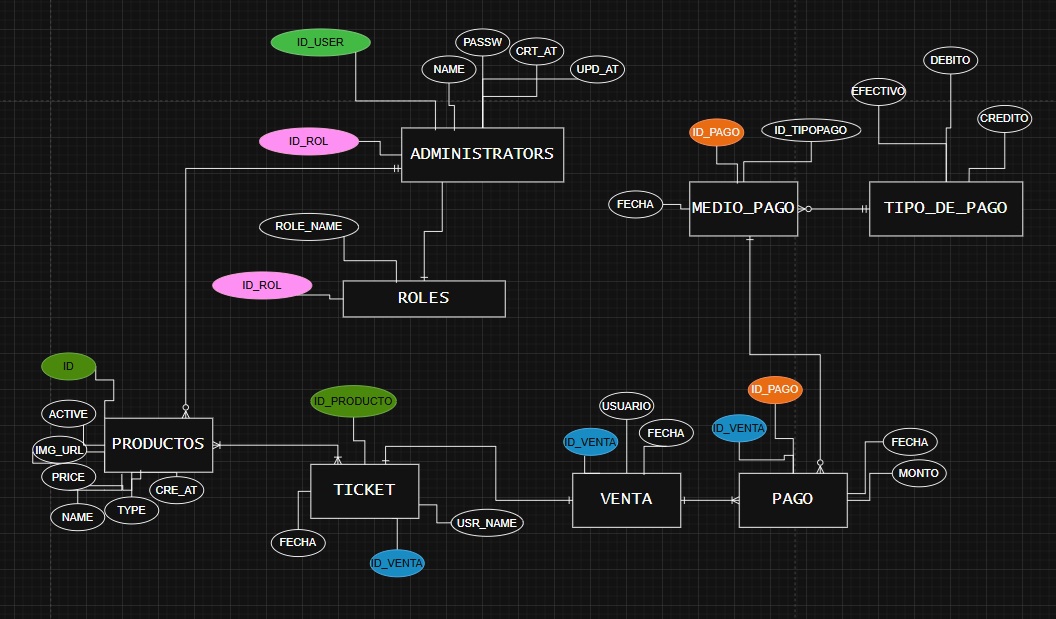 ID_USER
NAME
PASSW
CRT_AT
UPD_AT
ID_ROL
ADMINISTRATORS
ROLE_NAME
ID_ROL
ROLES
ID_PAGO
ID_TIPOPAGO
FECHA
MEDIO_PAGO
EFECTIVO
DEBITO
CREDITO
TIPO_DE_PAGO
ID
ACTIVE
IMG_URL
PRICE
NAME
TYPE
CRE_AT
PRODUCTOS
ID_PRODUCTO
TICKET
FECHA
ID_VENTA
USR_NAME
ID_VENTA
USUARIO
FECHA
VENTA
ID_VENTA
ID_PAGO
PAGO
FECHA
MONTO